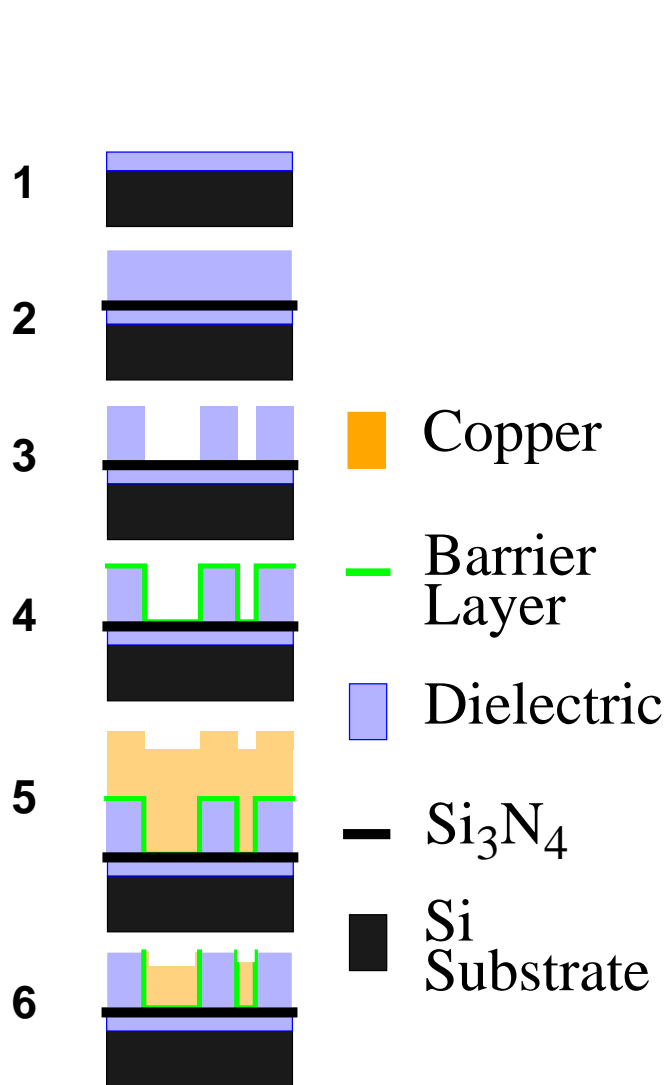 1
2
3
4
5
6
Copper
Barrier
Layer
Dielectric
Si₃N₄
Si
Substrate